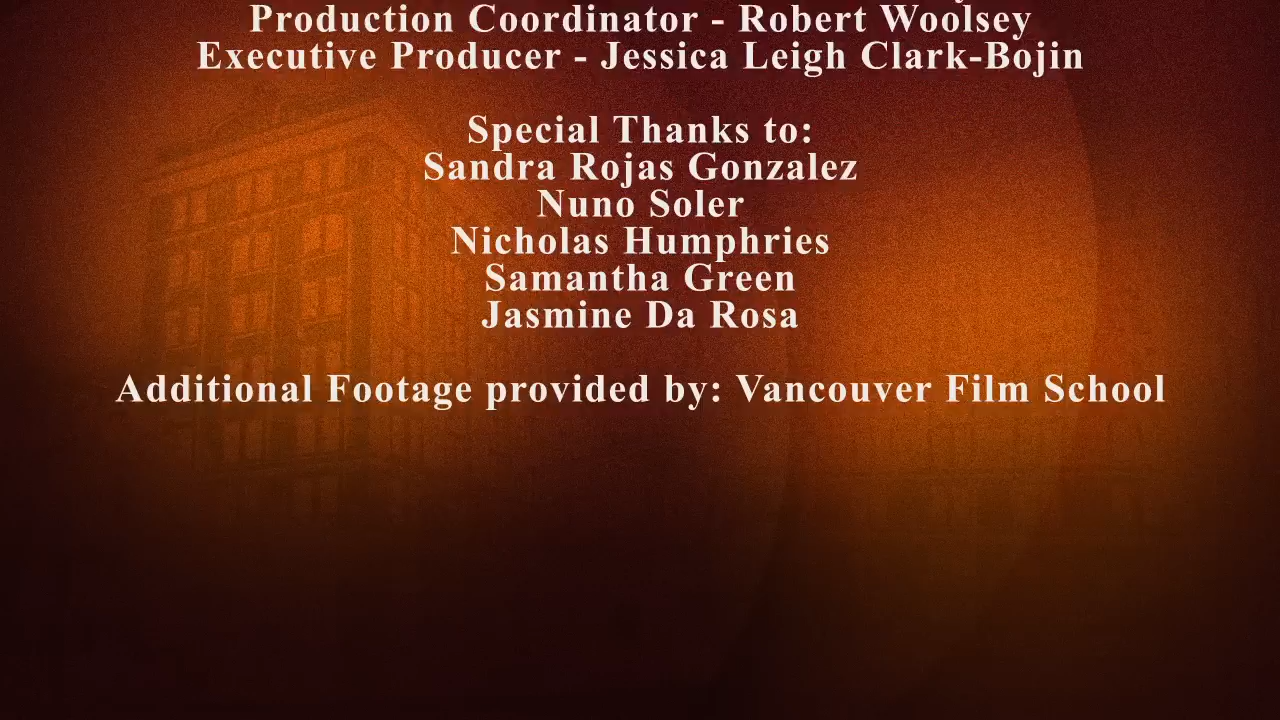 Production Coordinator - Robert Woolsey
Executive Producer - Jessica Leigh Clark-Bojin
Special Thanks to:
Sandra Rojas Gonzalez
Nuno Soler
Nicholas Humphries
Samantha Green
Jasmine Da Rosa
Additional Footage provided by: Vancouver Film School